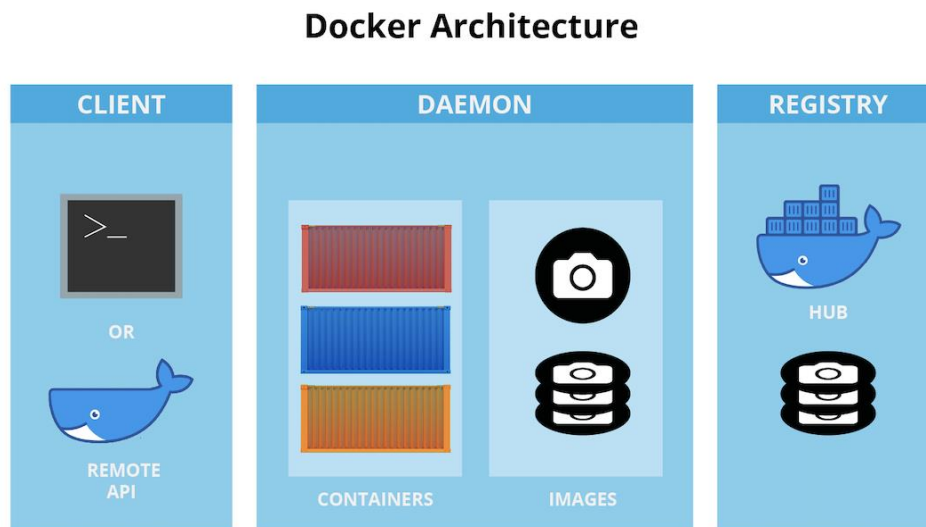 Docker Architecture
CLIENT
>_
OR
REMOTE
API
DAEMON
CONTAINERS
IMAGES
REGISTRY
HUB